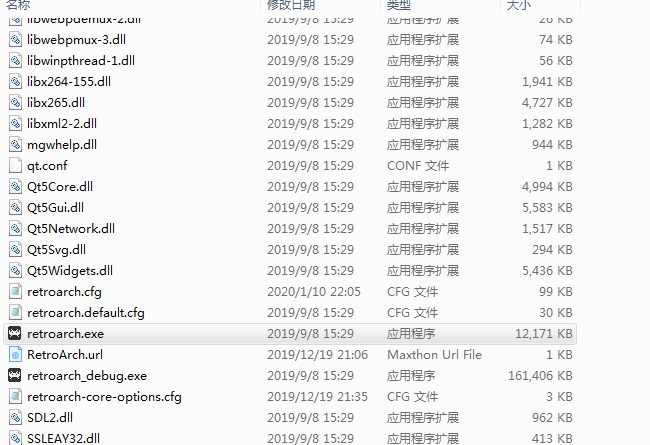 名称 修改日期 类型 大小
libwebpdemux-2.dll 2019/9/8 15:29 应用程序扩展 26 KB
libwebpmux-3.dll 2019/9/8 15:29 应用程序扩展 74 KB
libwinpthread-1.dll 2019/9/8 15:29 应用程序扩展 56 KB
libx264-155.dll 2019/9/8 15:29 应用程序扩展 1,941 KB
libx265.dll 2019/9/8 15:29 应用程序扩展 4,727 KB
libxml2-2.dll 2019/9/8 15:29 应用程序扩展 1,282 KB
mgwhelp.dll 2019/9/8 15:29 应用程序扩展 944 KB
qt.conf 2019/9/8 15:29 CONF 文件 1 KB
Qt5Core.dll 2019/9/8 15:29 应用程序扩展 4,994 KB
Qt5Gui.dll 2019/9/8 15:29 应用程序扩展 5,583 KB
Qt5Network.dll 2019/9/8 15:29 应用程序扩展 1,517 KB
Qt5Svg.dll 2019/9/8 15:29 应用程序扩展 294 KB
Qt5Widgets.dll 2019/9/8 15:29 应用程序扩展 5,436 KB
retroarch.cfg 2020/1/10 22:05 CFG 文件 99 KB
retroarch.default.cfg 2019/9/8 15:29 CFG 文件 30 KB
retroarch.exe 2019/9/8 15:29 应用程序 12,171 KB
RetroArch.url 2019/12/19 21:06 Maxthon Url File 1 KB
retroarch_debug.exe 2019/9/8 15:29 应用程序 161,406 KB
retroarch-core-options.cfg 2019/12/19 21:35 CFG 文件 3 KB
SDL2.dll 2019/9/8 15:29 应用程序扩展 962 KB
SSLEAY32.dll 2019/9/8 15:29 应用程序扩展 413 KB